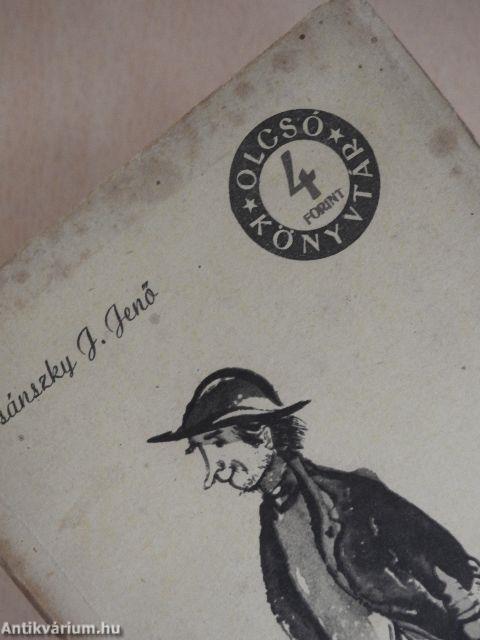 OLCSÓ
KÖNYVTÁR
4
FORINT
sánszky J. Jenő
Antikvárium.hu